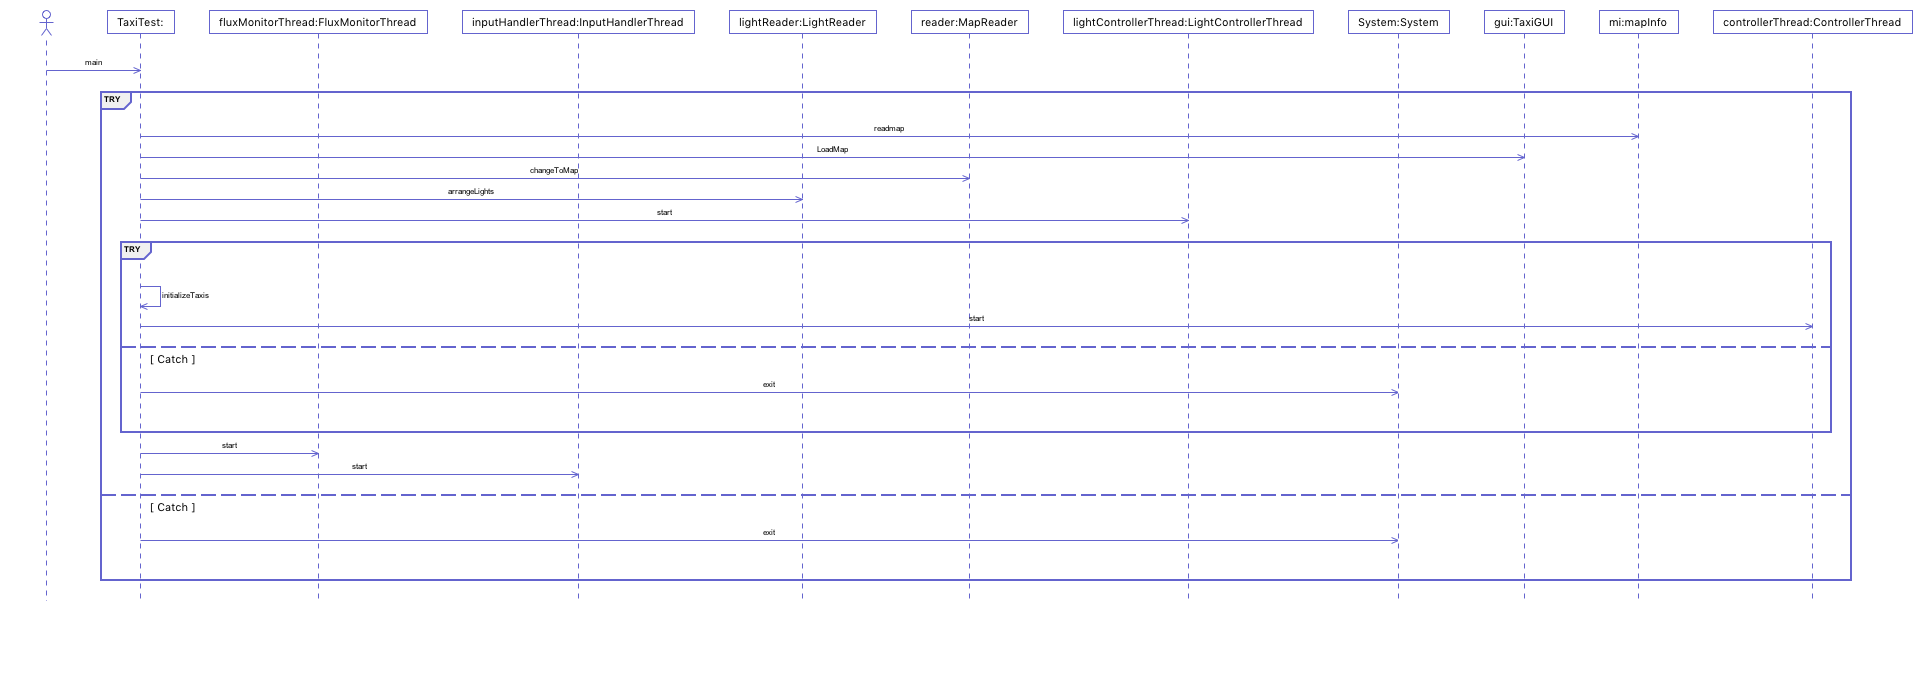 TaxiTest:
fluxMonitorThread:FluxMonitorThread
inputHandlerThread:InputHandlerThread
lightReader:LightReader
reader:MapReader
lightControllerThread:LightControllerThread
System:System
gui:TaxiGUI
mi:mapInfo
controllerThread:ControllerThread
main
TRY
readmap
LoadMap
changeToMap
arrangeLights
start
TRY
initializeTaxis
start
[ Catch ]
exit
start
start
[ Catch ]
exit